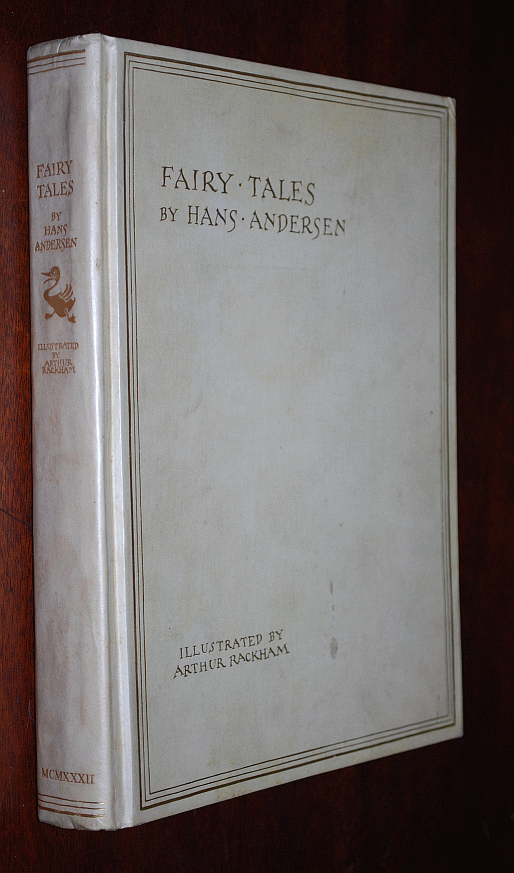 FAIRY
TALES
BY
HANS
ANDERSEN
ILLUSTRATED
BY
ARTHUR
RACKHAM
MCMXXXII
FAIRY · TALES
BY HANS · ANDERSEN
ILLUSTRATED BY
ARTHUR RACKHAM